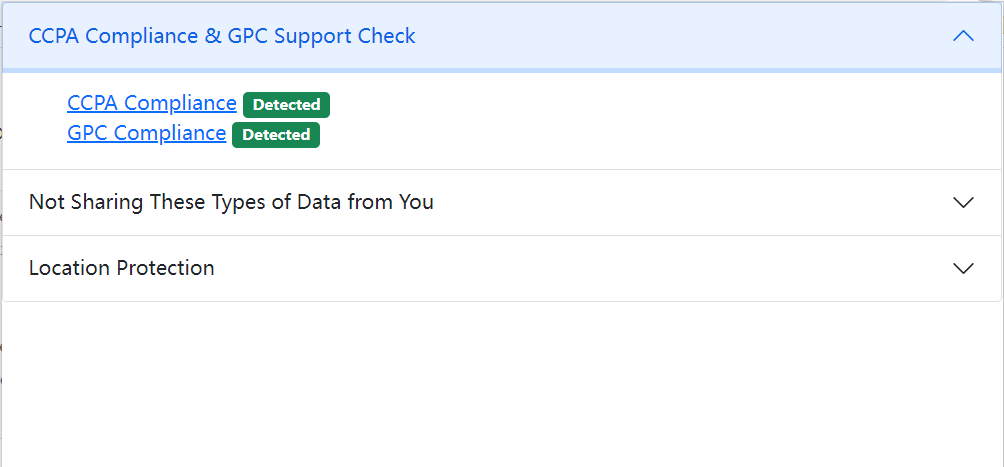 CCPA Compliance & GPC Support Check
CCPA Compliance Detected
GPC Compliance Detected
Not Sharing These Types of Data from You
Location Protection